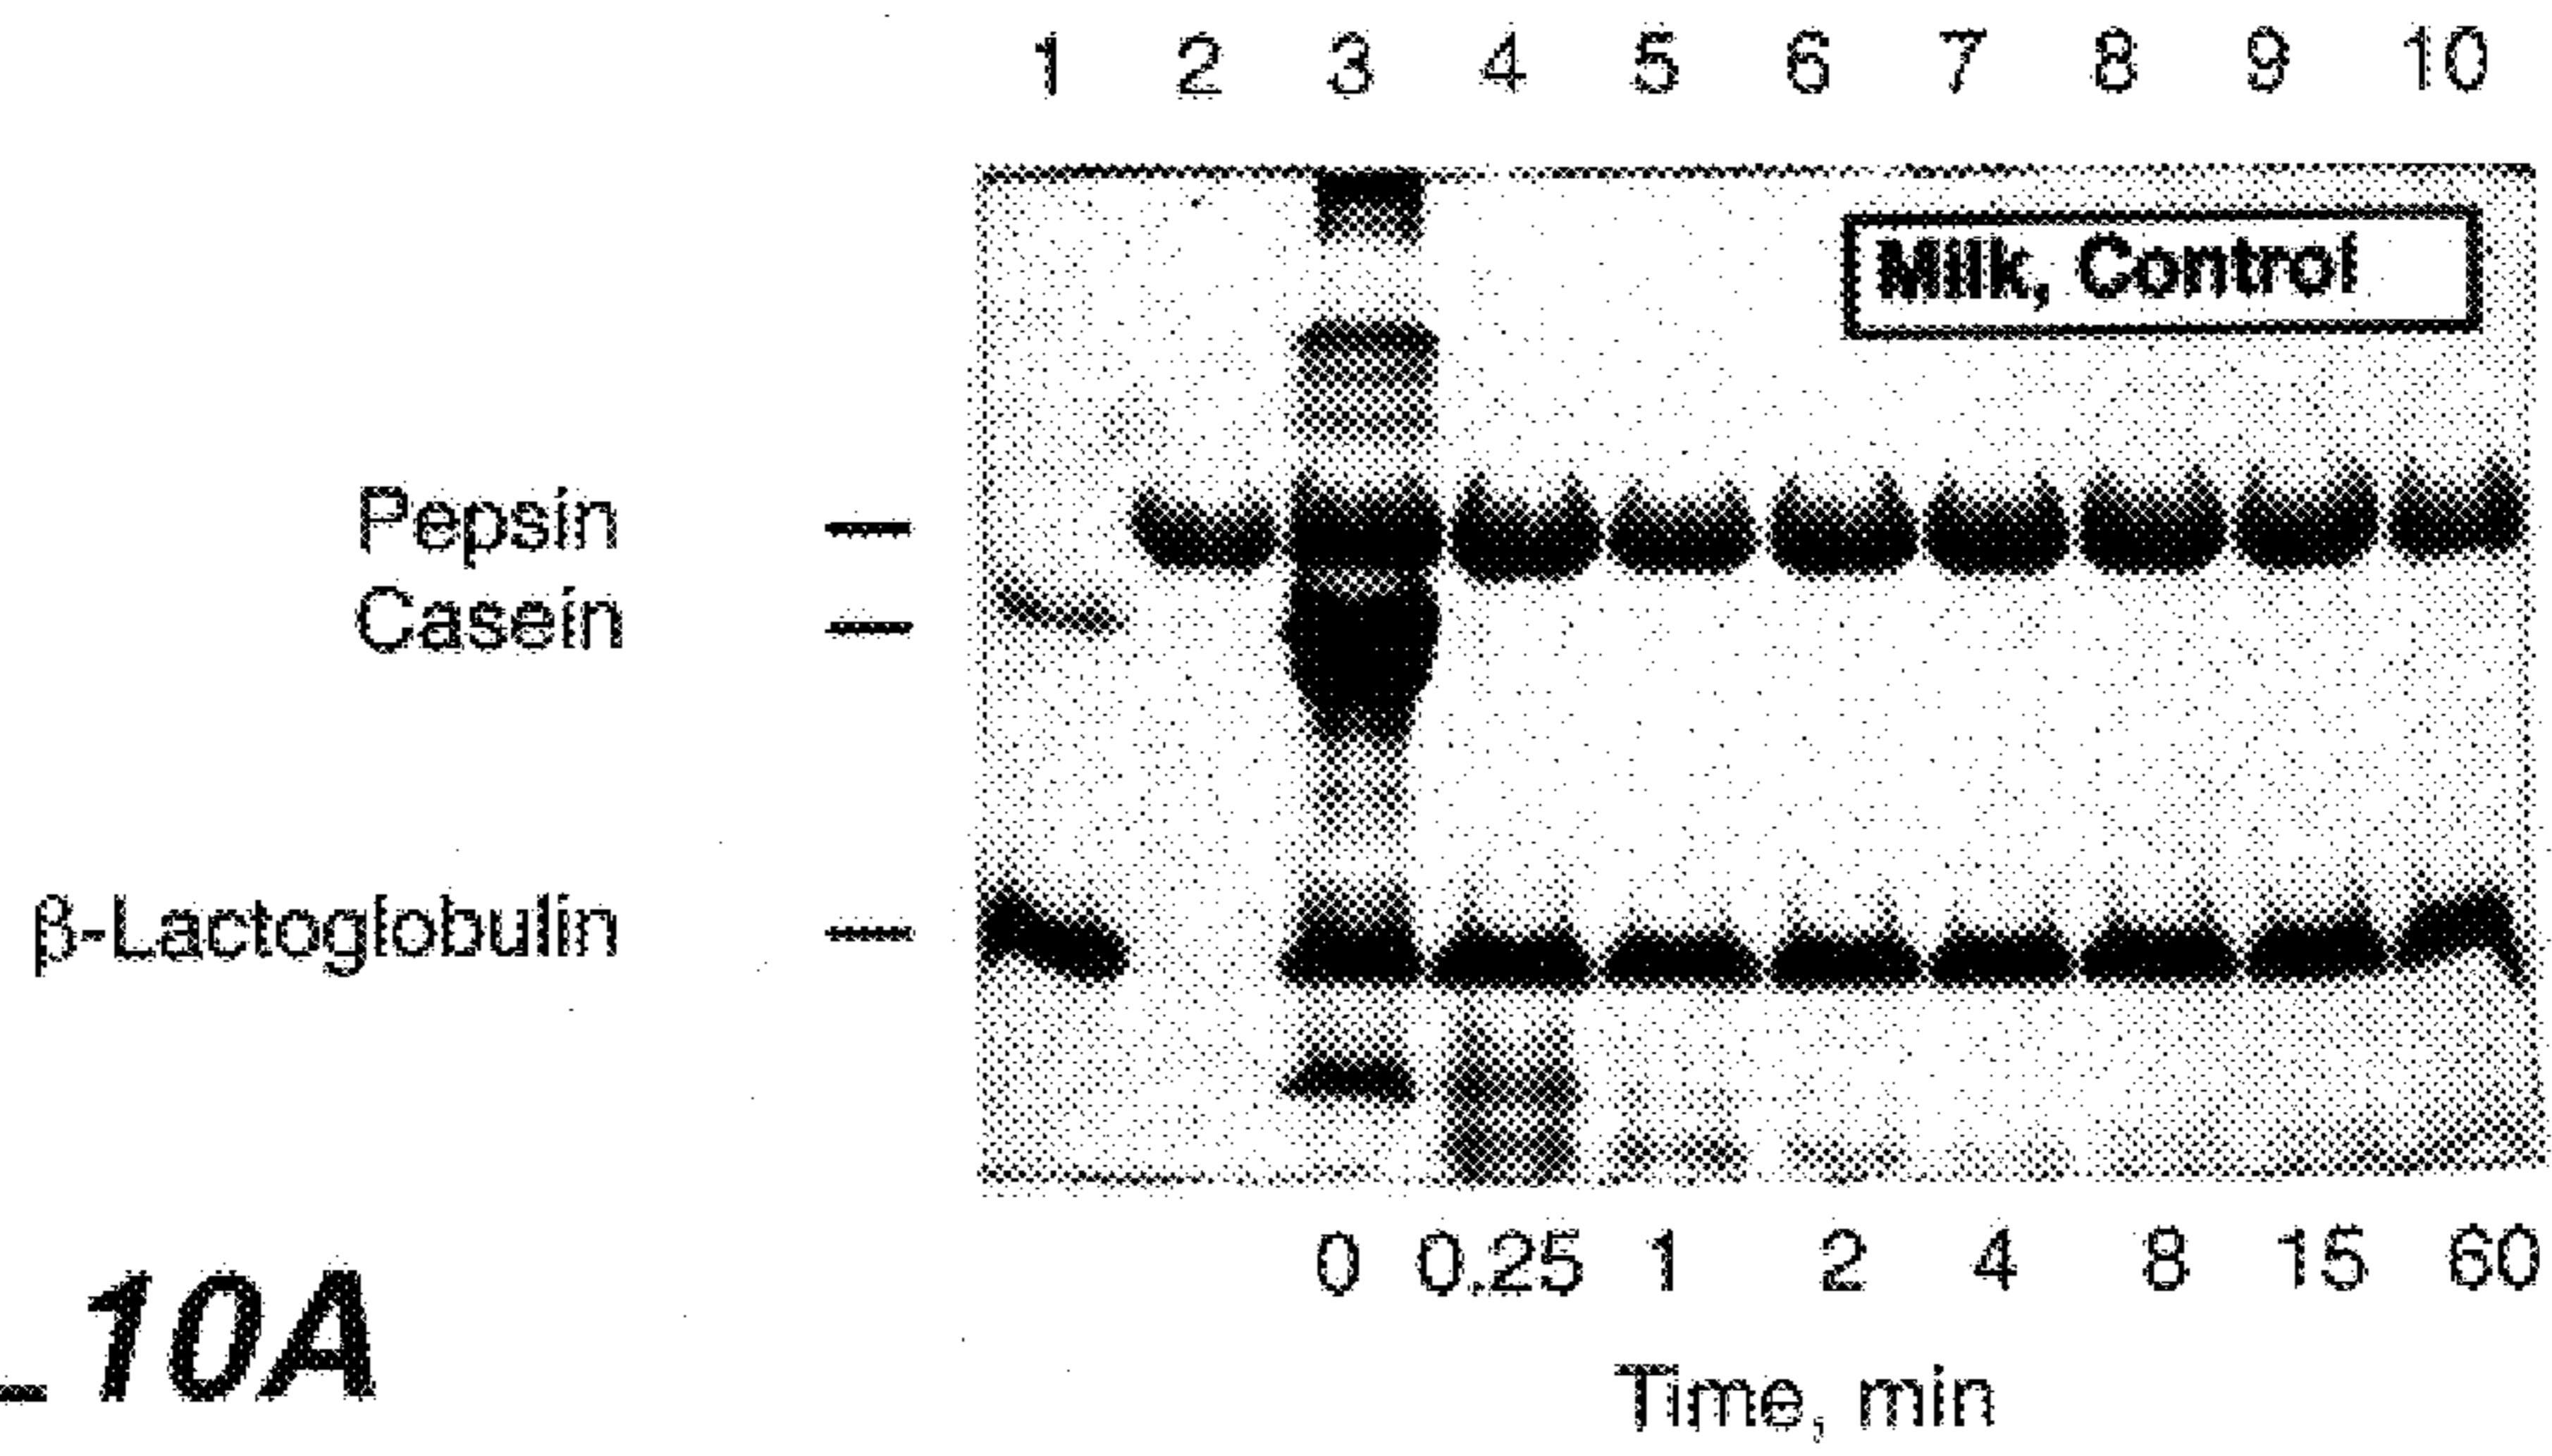 1 2 3 4 5 6 7 8 9 10
Milk, Control
Pepsin —
Casein —
β-Lactoglobulin —
0 0.25 1 2 4 8 15 60
Time, min
_10A